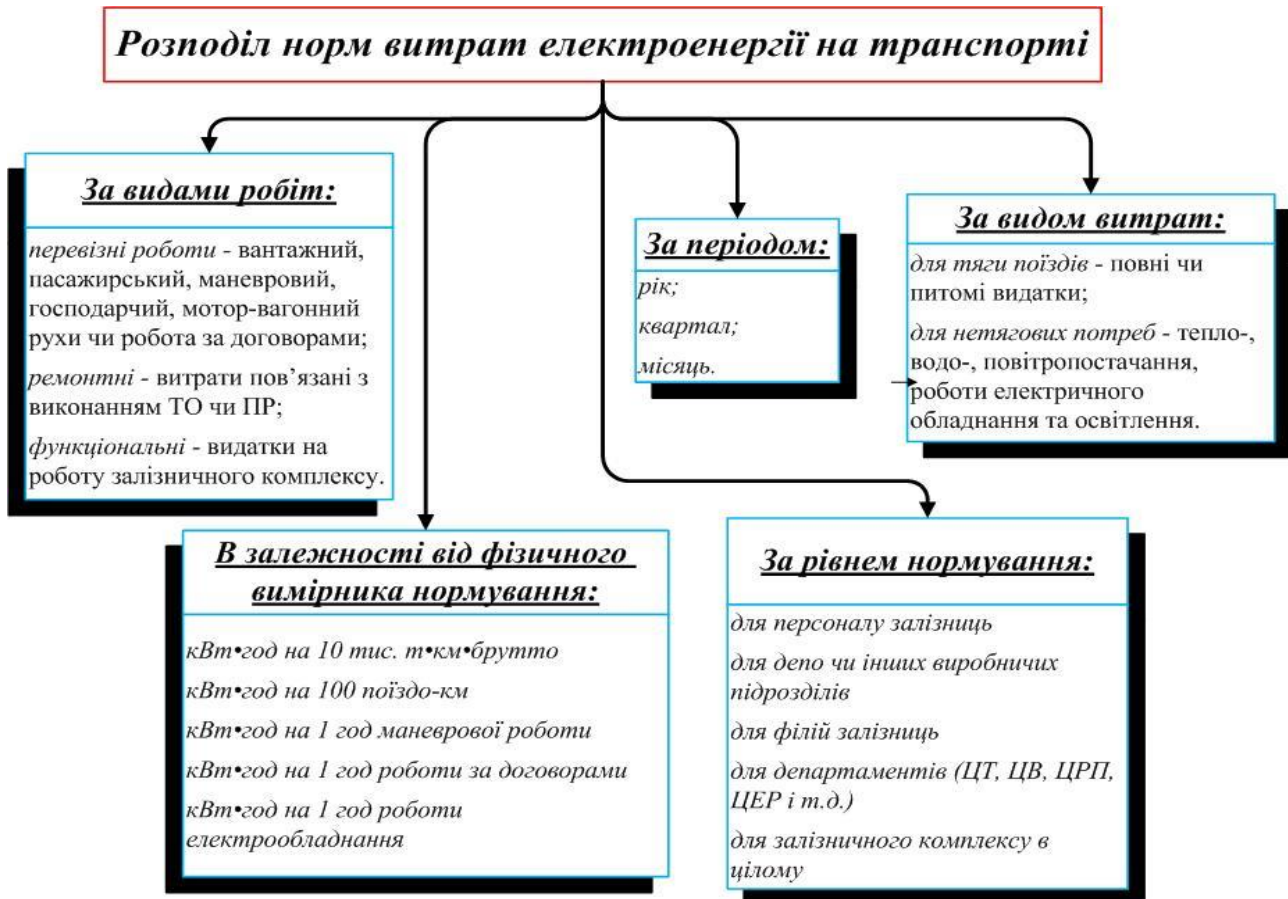 Розподіл норм витрат електроенергії на транспорті
За видами робіт:
перевізні роботи - вантажний,
пасажирський, маневровий,
господарчий, мотор-вагонний
рухи чи робота за договорами;
ремонтні - витрати пов’язані з
виконанням ТО чи ПР;
функціональні - видатки на
роботу залізничного комплексу.
За періодом:
рік;
квартал;
місяць.
За видом витрат:
для тяги поїздів - повні чи
питомі видатки;
для нетягових потреб - тепло-,
водо-, повітропостачання,
роботи електричного
обладнання та освітлення.
В залежності від фізичного
вимірника нормування:
кВт•год на 10 тис. т•км•брутто
кВт•год на 100 поїздо-км
кВт•год на 1 год маневрової роботи
кВт•год на 1 год роботи за договорами
кВт•год на 1 год роботи
електрообладнання
За рівнем нормування:
для персоналу залізниць
для депо чи інших виробничих
підрозділів
для філій залізниць
для департаментів (ЦТ, ЦВ, ЦРП,
ЦЕР і т.д.)
для залізничного комплексу в
цілому